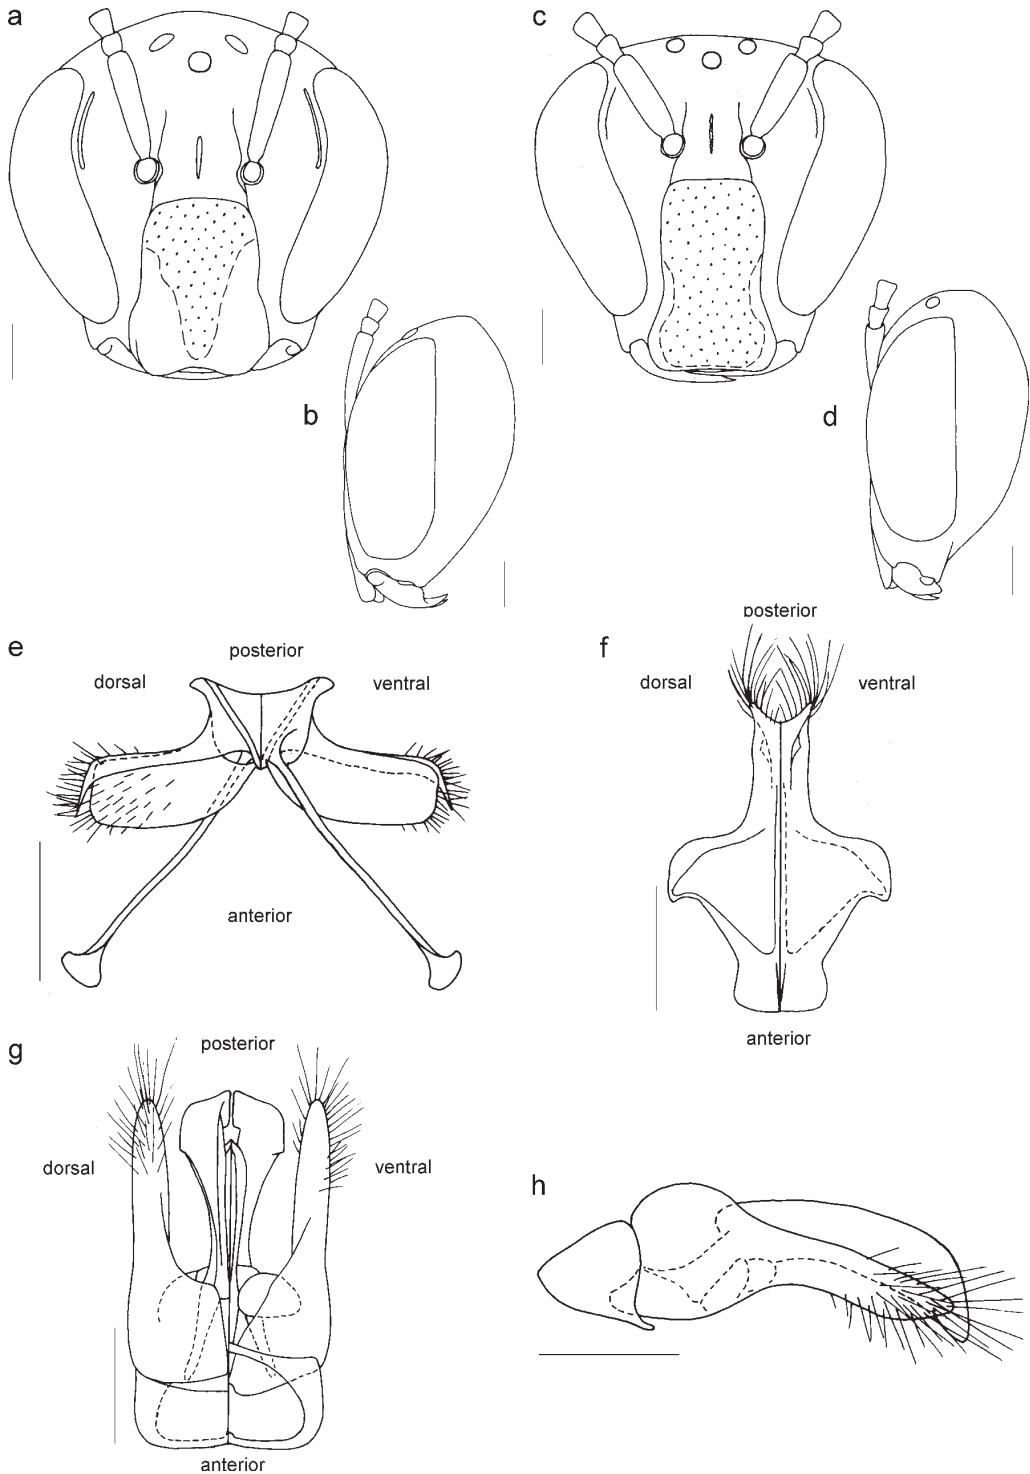 a
c
b
d
e
posterior
dorsal
ventral
anterior
f
posterior
dorsal
ventral
anterior
g
posterior
dorsal
ventral
anterior
h